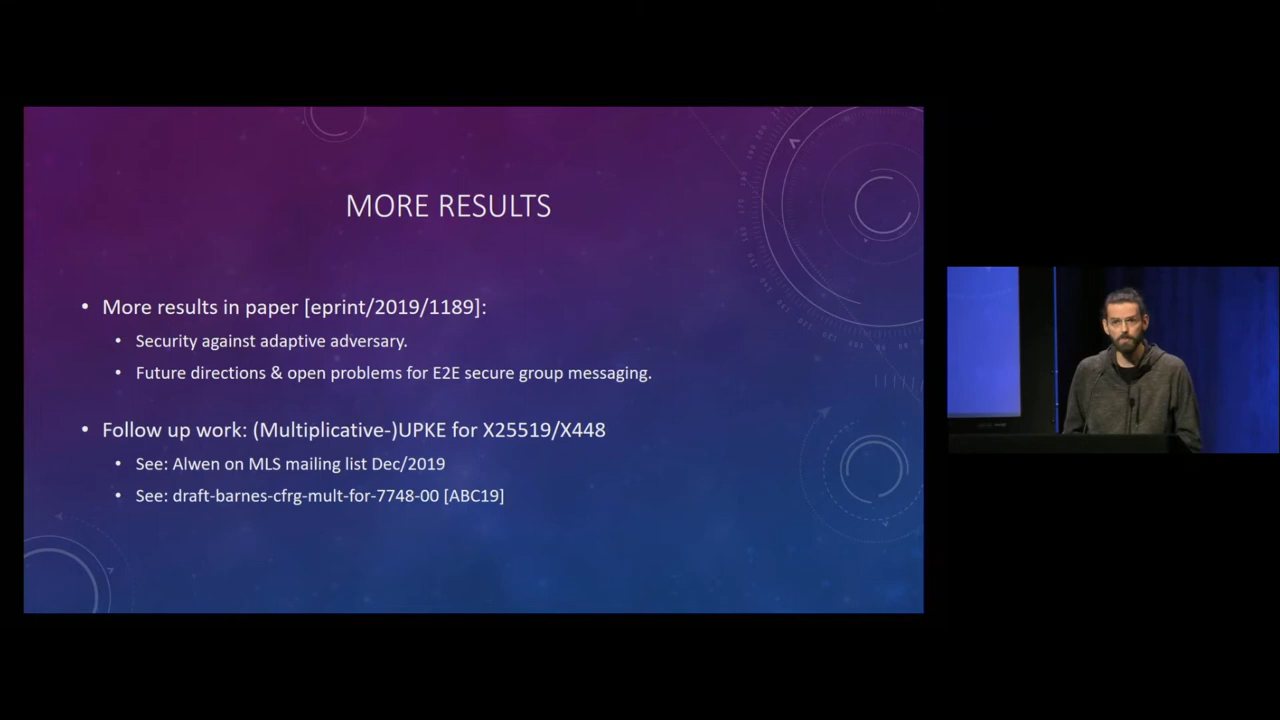 MORE RESULTS
• More results in paper [eprint/2019/1189]:
• Security against adaptive adversary.
• Future directions & open problems for E2E secure group messaging.
• Follow up work: (Multiplicative-)UPKE for X25519/X448
• See: Alwen on MLS mailing list Dec/2019
• See: draft-barnes-cfrg-mult-for-7748-00 [ABC19]